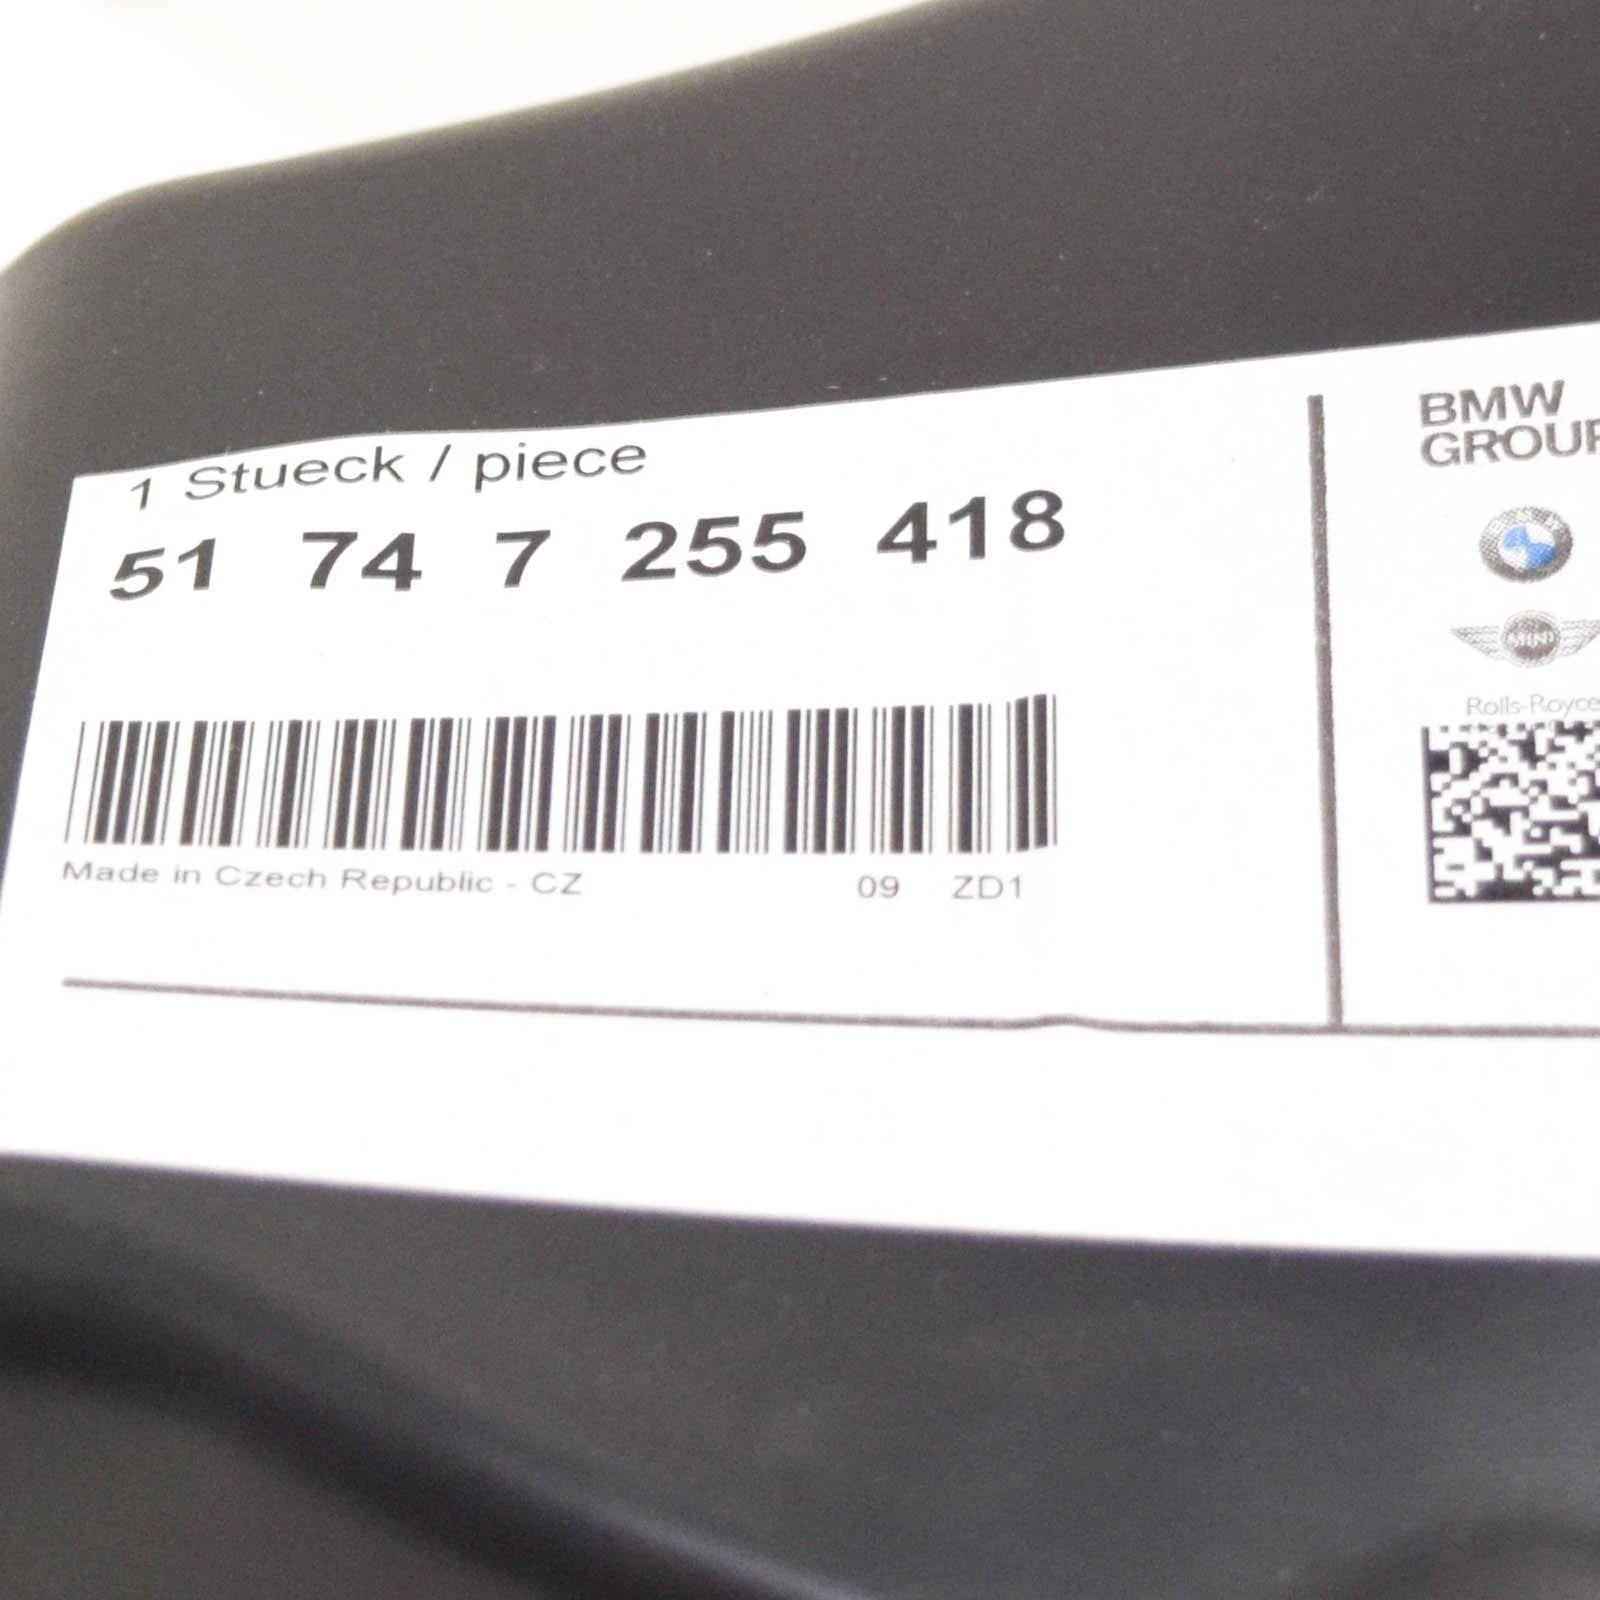 1 Stueck / piece
51 74 7 255 418
Made in Czech Republic - CZ 09 ZD1
BMW
GROUP
MINI
Rolls-Royce